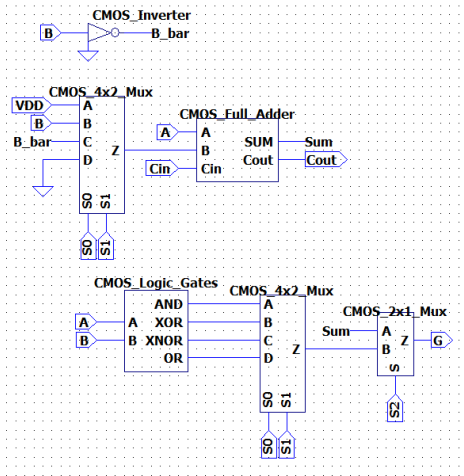 CMOS_Inverter
B
B_bar
CMOS_4x2_Mux
VDD
A
B
B
B_bar
C
D
Z
S0
S1
S0
S1
CMOS_Full_Adder
A
A
B
Cin
Cin
SUM
Sum
Cout
Cout
CMOS_Logic_Gates
A
A
B
B
AND
XOR
XNOR
OR
CMOS_4x2_Mux
A
B
C
D
Z
S0
S1
S0
S1
CMOS_2x1_Mux
Sum
A
B
Z
G
S
S2